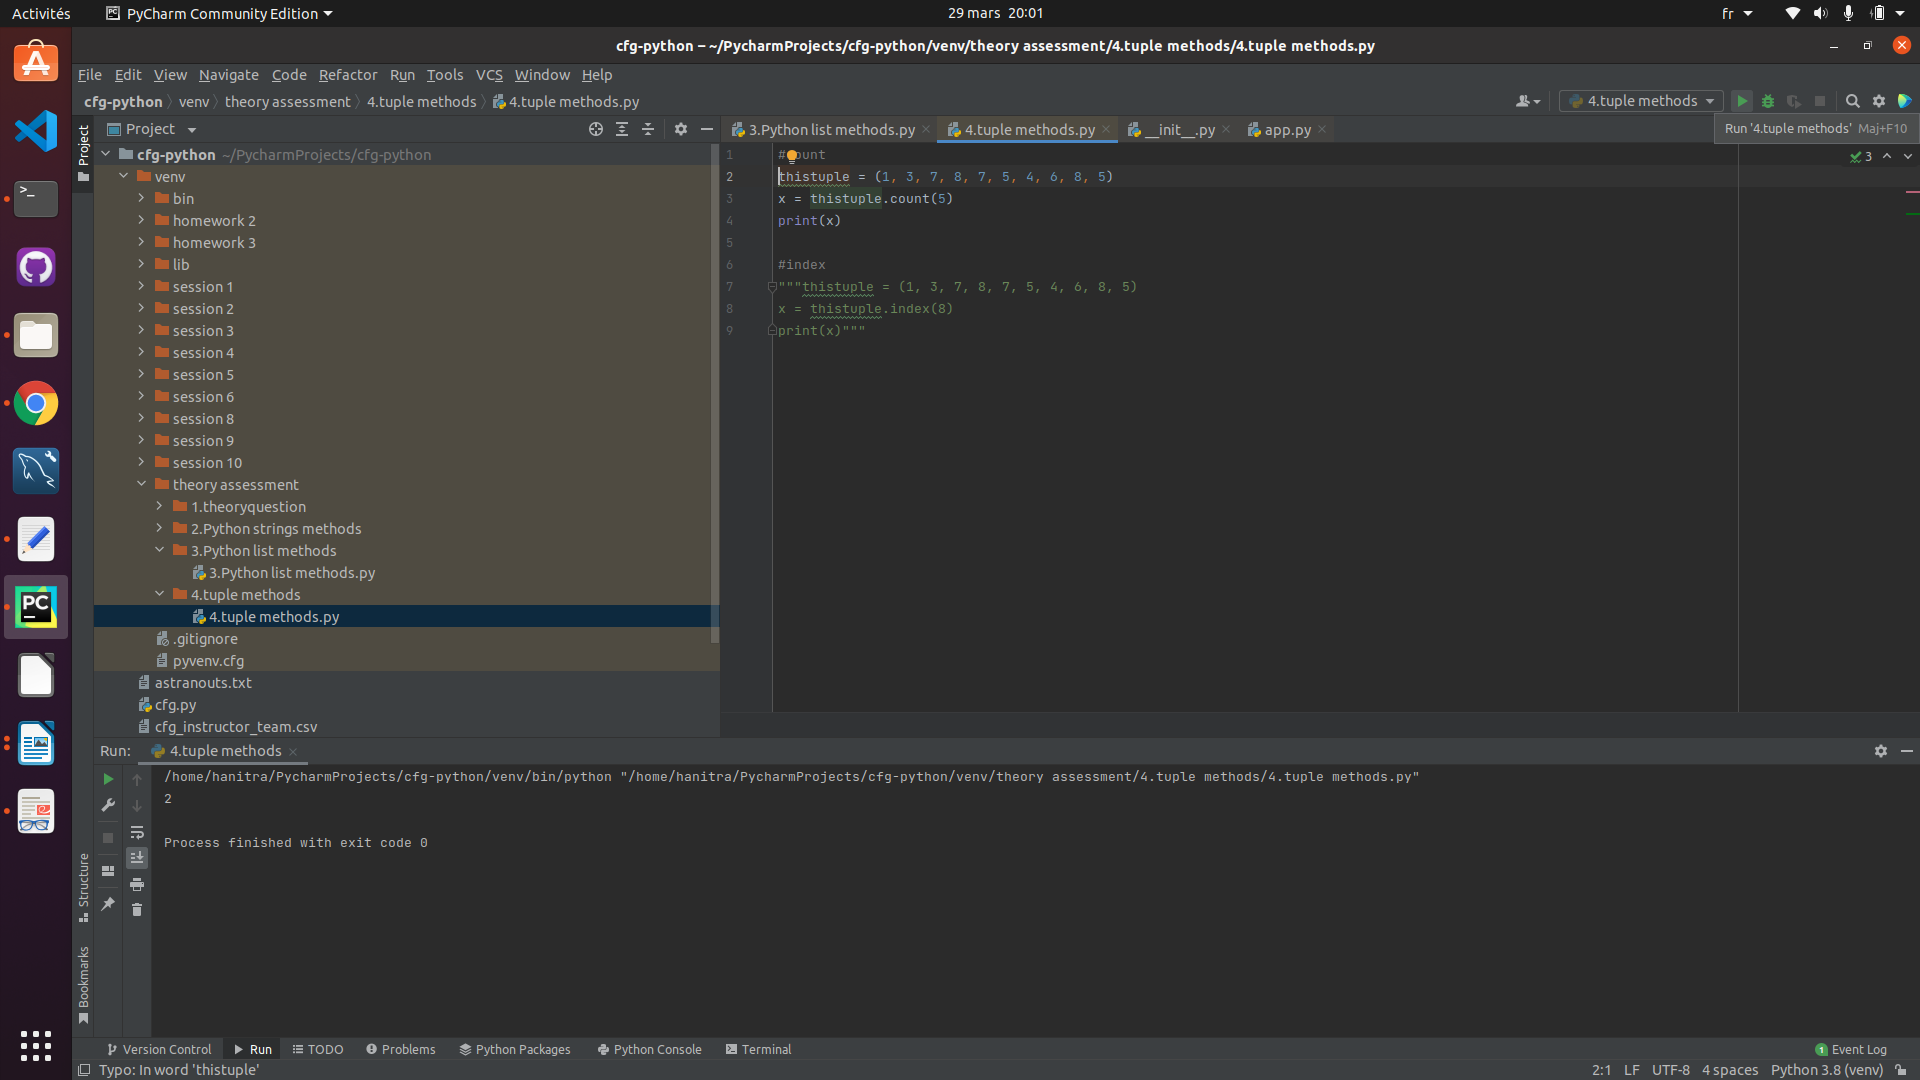 Activités
PyCharm Community Edition
29 mars 20:01
fr
cfg-python – ~/PycharmProjects/cfg-python/venv/theory assessment/4.tuple methods/4.tuple methods.py
File Edit View Navigate Code Refactor Run Tools VCS Window Help
cfg-python venv theory assessment 4.tuple methods 4.tuple methods.py
4.tuple methods
Project
3.Python list methods.py
4.tuple methods.py
__init__.py
app.py
Run '4.tuple methods' Maj+F10
3
Project
cfg-python ~/PycharmProjects/cfg-python
venv
bin
homework 2
homework 3
lib
session 1
session 2
session 3
session 4
session 5
session 6
session 8
session 9
session 10
theory assessment
1.theoryquestion
2.Python strings methods
3.Python list methods
3.Python list methods.py
4.tuple methods
4.tuple methods.py
.gitignore
pyvenv.cfg
astranouts.txt
cfg.py
cfg_instructor_team.csv
1 # ount
2 thistuple = (1, 3, 7, 8, 7, 5, 4, 6, 8, 5)
3 x = thistuple.count(5)
4 print(x)
5
6 #index
7 """thistuple = (1, 3, 7, 8, 7, 5, 4, 6, 8, 5)
8 x = thistuple.index(8)
9 print(x)"""
Run: 4.tuple methods
/home/hanitra/PycharmProjects/cfg-python/venv/bin/python "/home/hanitra/PycharmProjects/cfg-python/venv/theory assessment/4.tuple methods/4.tuple methods.py"
2
Process finished with exit code 0
Structure
Bookmarks
Version Control Run TODO Problems Python Packages Python Console Terminal
1 Event Log
Typo: In word 'thistuple'
2:1 LF UTF-8 4 spaces Python 3.8 (venv)
PC